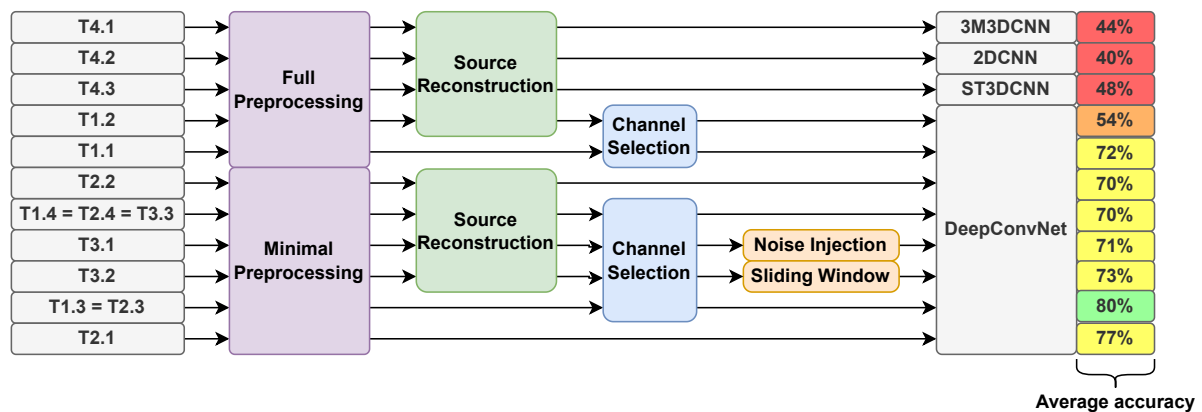 T4.1
3M3DCNN
44%
T4.2
2DCNN
40%
T4.3
ST3DCNN
48%
T1.2
54%
T1.1
72%
T2.2
70%
T1.4 = T2.4 = T3.3
70%
T3.1
71%
T3.2
73%
T1.3 = T2.3
80%
T2.1
77%
Full
Preprocessing
Minimal
Preprocessing
Source
Reconstruction
Source
Reconstruction
Channel
Selection
Channel
Selection
Noise Injection
Sliding Window
DeepConvNet
Average accuracy